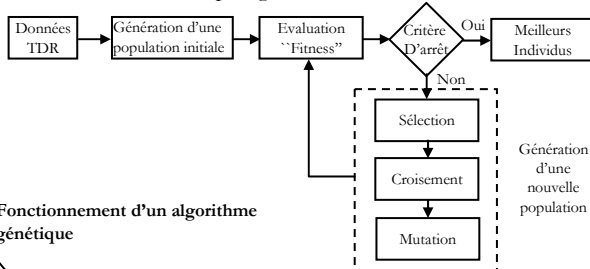 Données
TDR
Génération d'une
population initiale
Evaluation
``Fitness''
Critère
D'arrêt
Oui
Meilleurs
Individus
Non
Sélection
Croisement
Mutation
Génération
d'une
nouvelle
population
Fonctionnement d'un algorithme
génétique